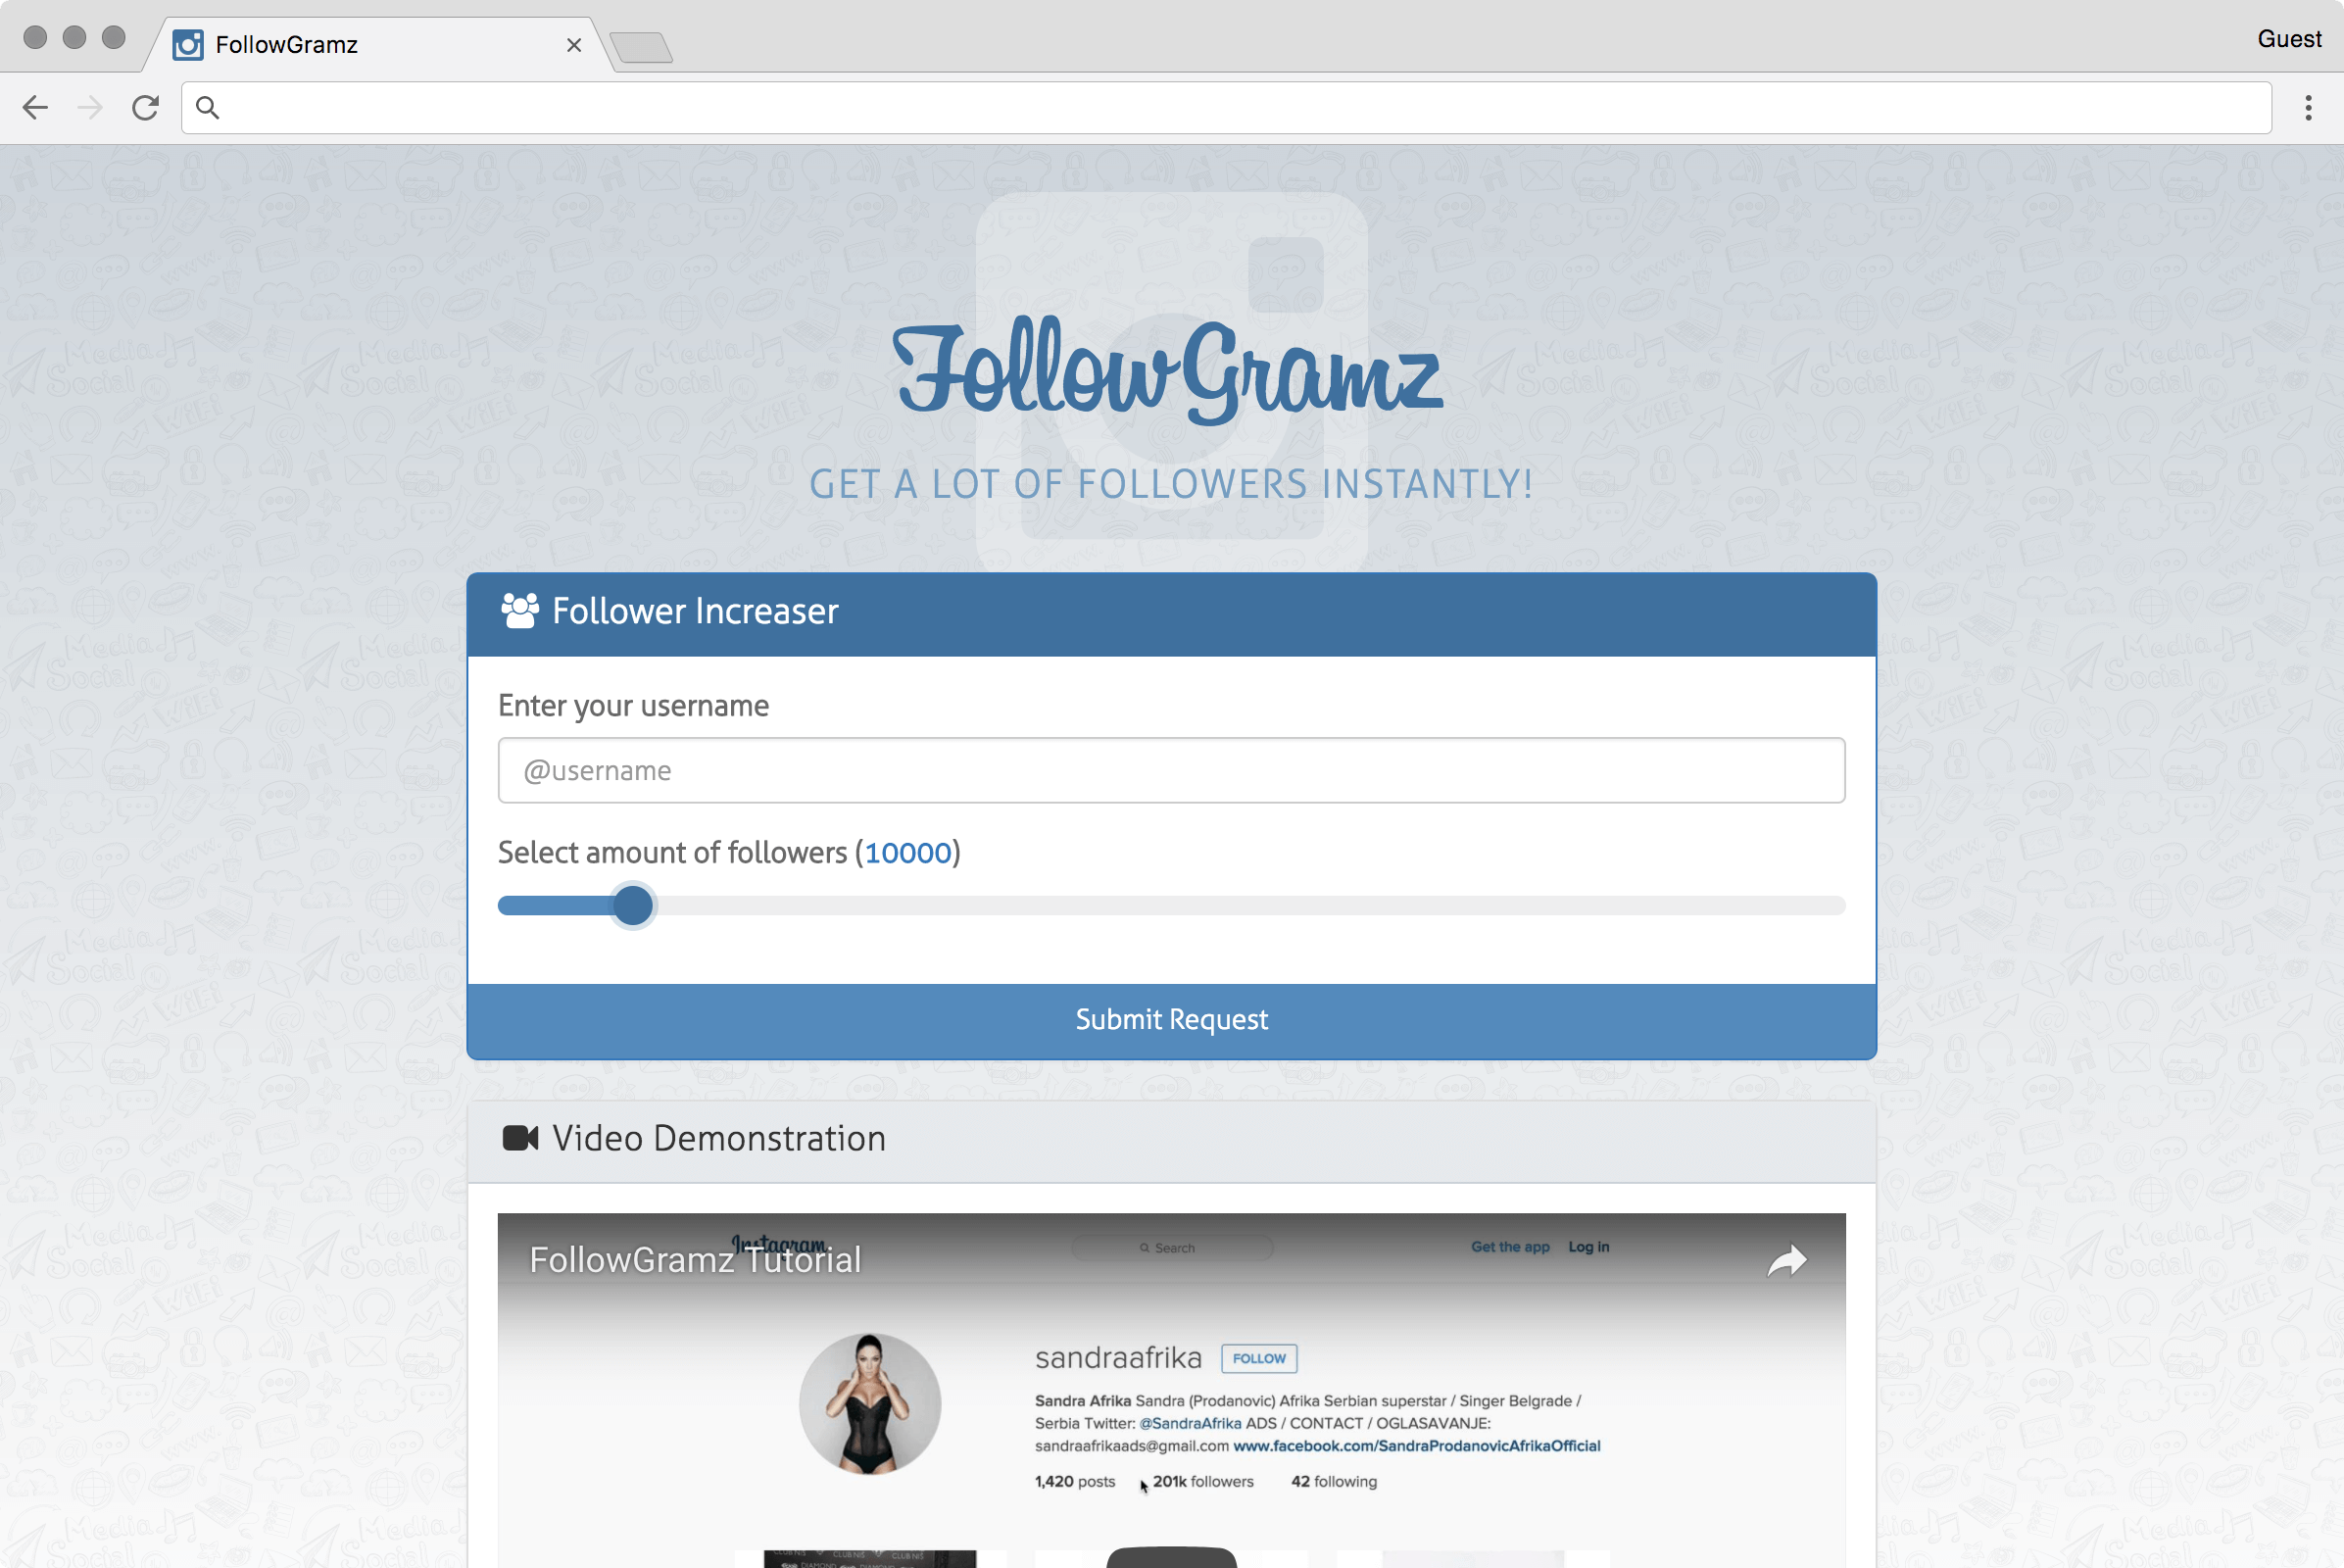 FollowGramz
Guest
FollowGramz
GET A LOT OF FOLLOWERS INSTANTLY!
Follower Increaser
Enter your username
@username
Select amount of followers (10000)
Submit Request
Video Demonstration
FollowGramz Tutorial
Instagram
Search
Get the app Log in
sandraafrika FOLLOW
Sandra Afrika Sandra (Prodanovic) Afrika Serbian superstar / Singer Belgrade /
Serbia Twitter: @SandraAfrika ADS / CONTACT / OGLASAVANJE:
sandraafrikaads@gmail.com www.facebook.com/SandraProdanovicAfrikaOfficial
1,420 posts 201k followers 42 following